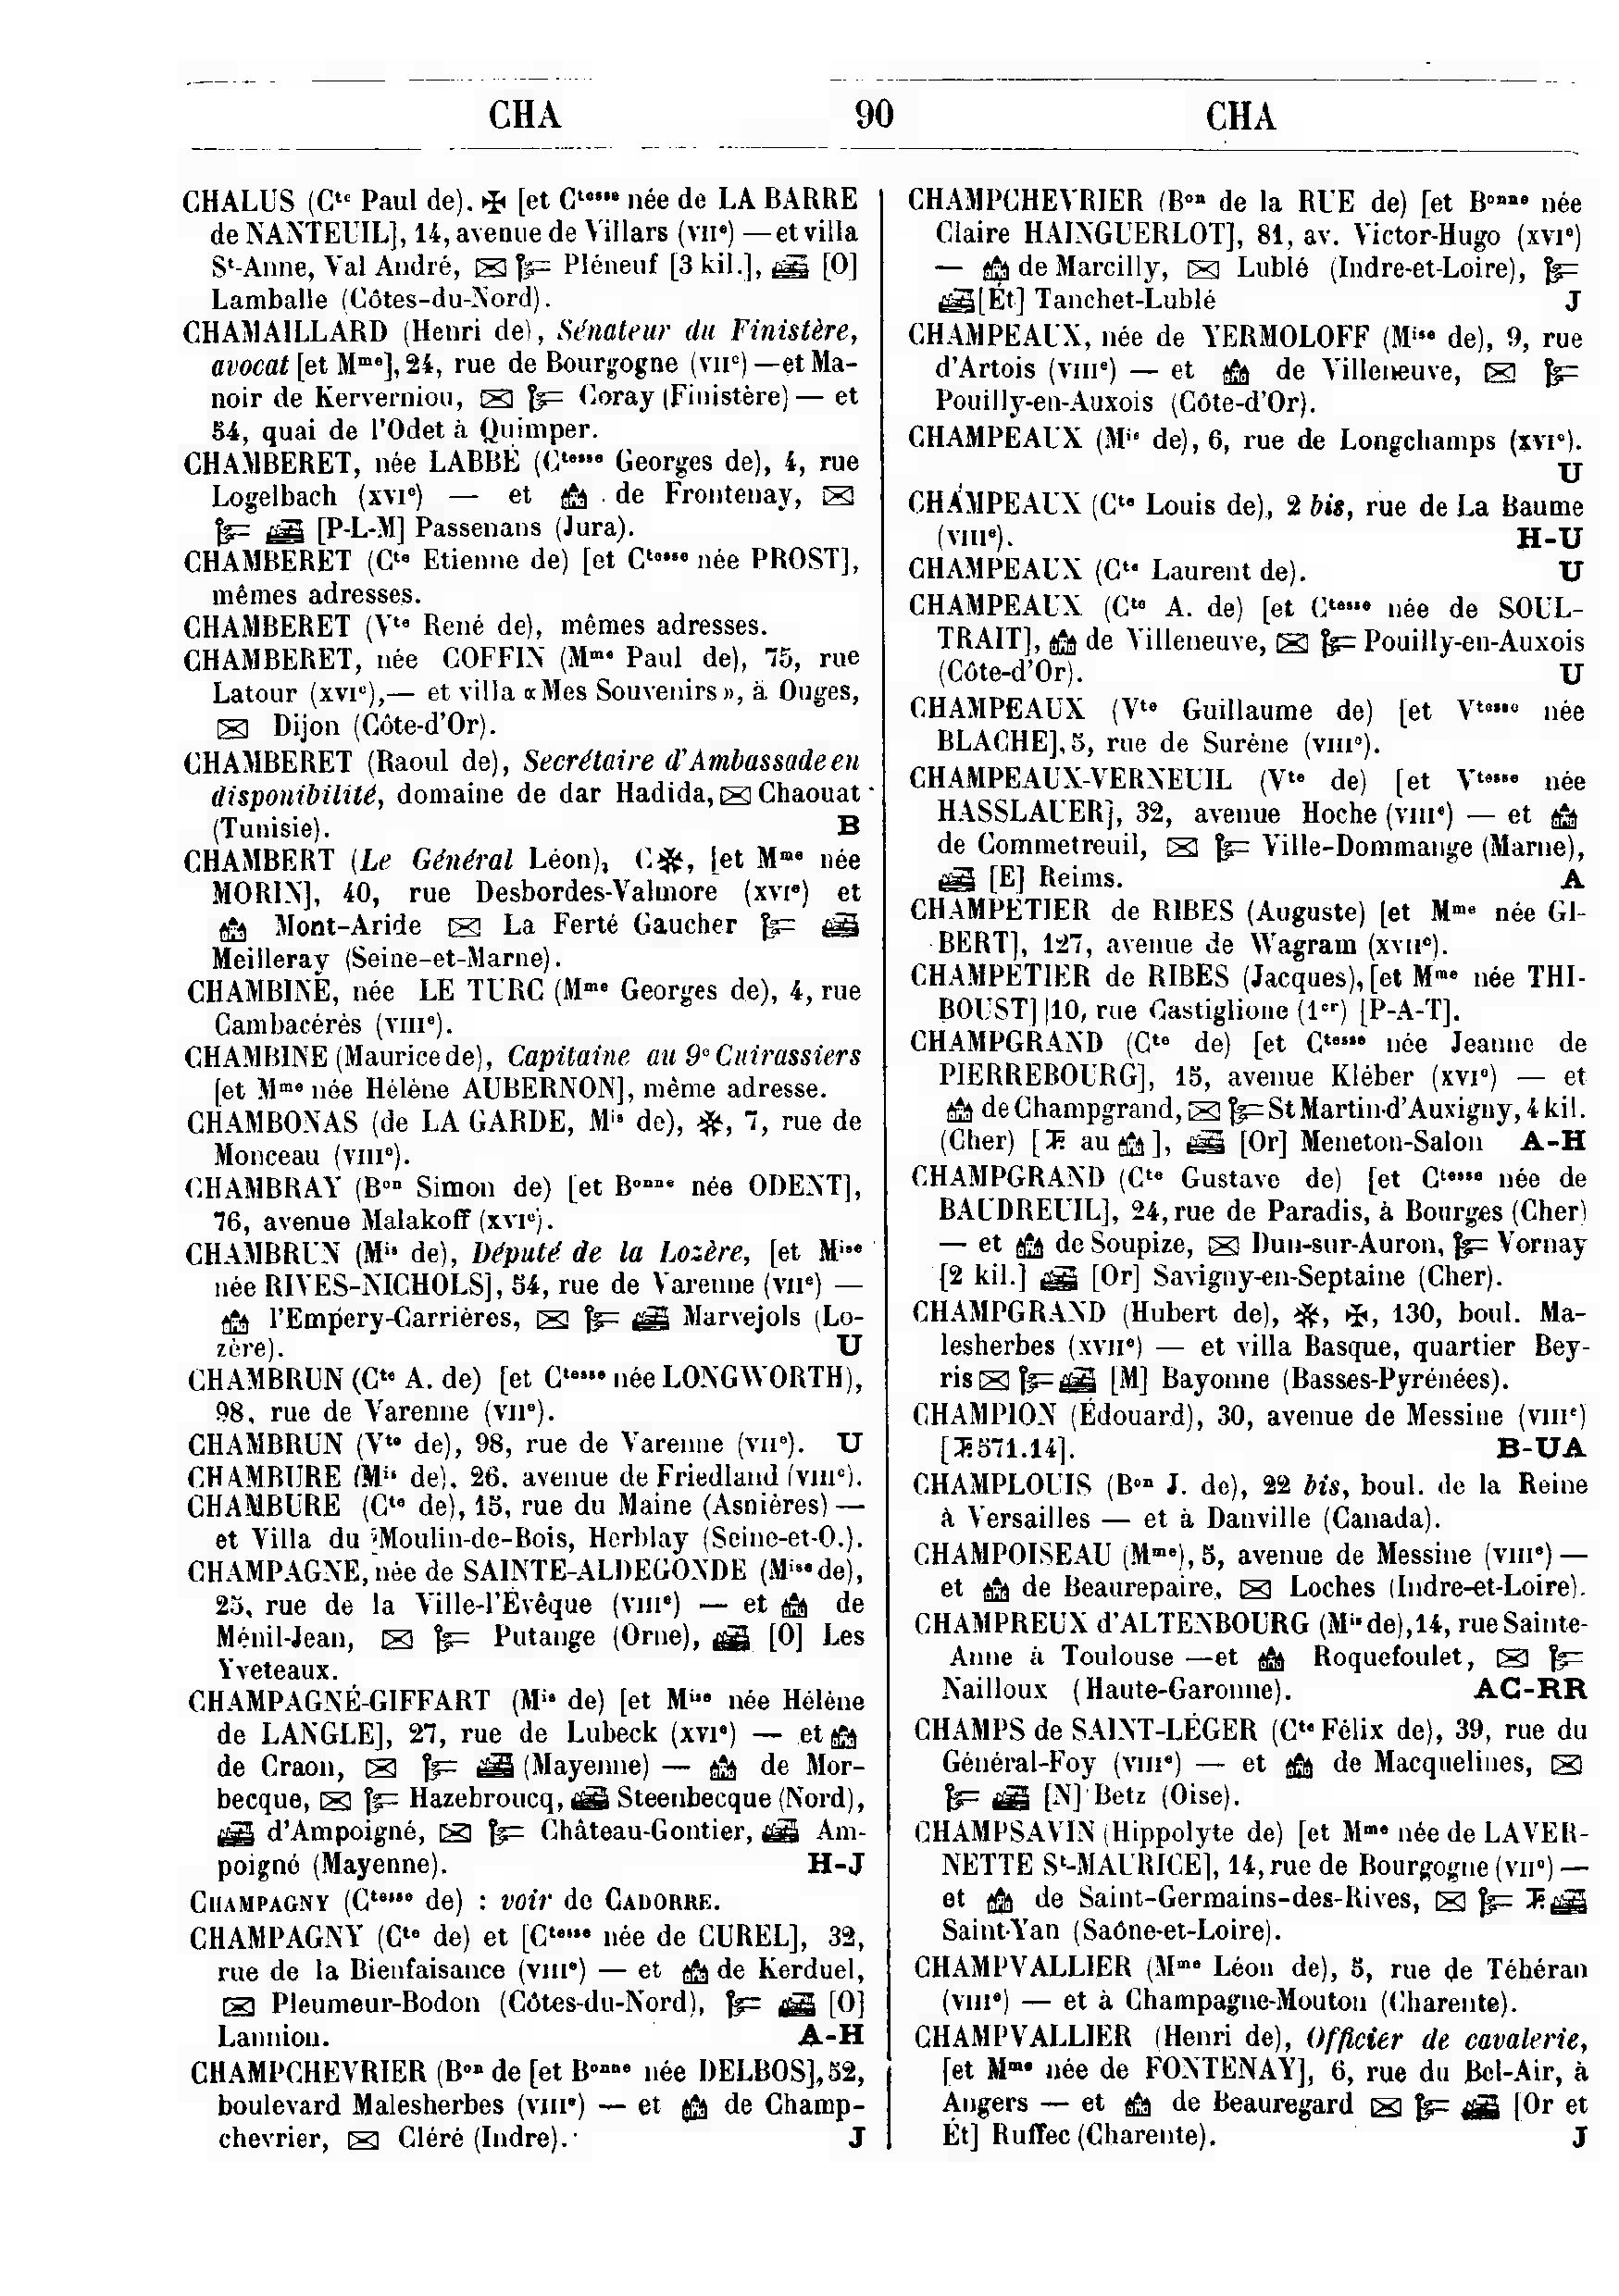 CHA 90 CHA
CHALUS (Cte Paul de). ✠ [et Ctesse née de LA BARRE
de NANTEUIL], 14, avenue de Villars (VIIe) — et villa
St-Anne, Val André, Pléneuf [3 kil.], [O]
Lamballe (Côtes-du-Nord).
CHAMAILLARD (Henri de), Sénateur du Finistère,
avocat [et Mme], 24, rue de Bourgogne (VIIe) — et Ma-
noir de Kerverniou, Coray (Finistère) — et
54, quai de l'Odet à Quimper.
CHAMBERET, née LABBÉ (Ctesse Georges de), 4, rue
Logelbach (XVIe) — et de Frontenay,
[P-L-M] Passenans (Jura).
CHAMBERET (Cte Etienne de) [et Ctesse née PROST],
mêmes adresses.
CHAMBERET (Vte René de), mêmes adresses.
CHAMBERET, née COFFIN (Mme Paul de), 75, rue
Latour (XVIe),— et villa « Mes Souvenirs », à Ouges,
Dijon (Côte-d'Or).
CHAMBERET (Raoul de), Secrétaire d'Ambassade en
disponibilité, domaine de dar Hadida, Chaouat
(Tunisie). B
CHAMBERT (Le Général Léon), C✻, [et Mme née
MORIN], 40, rue Desbordes-Valmore (XVIe) et
Mont-Aride La Ferté Gaucher
Meilleray (Seine-et-Marne).
CHAMBINE, née LE TURC (Mme Georges de), 4, rue
Cambacérès (VIIIe).
CHAMBINE (Maurice de), Capitaine au 9e Cuirassiers
[et Mme née Hélène AUBERNON], même adresse.
CHAMBONAS (de LA GARDE, Mis de), ✻, 7, rue de
Monceau (VIIIe).
CHAMBRAY (Bon Simon de) [et Bonne née ODENT],
76, avenue Malakoff (XVIe).
CHAMBRUN (Mis de), Député de la Lozère, [et Mise
née RIVES-NICHOLS], 54, rue de Varenne (VIIe) —
l'Empéry-Carrières, Marvejols (Lo-
zère). U
CHAMBRUN (Cte A. de) [et Ctesse née LONGWORTH),
98, rue de Varenne (VIIe).
CHAMBRUN (Vte de), 98, rue de Varenne (VIIe). U
CHAMBURE (Mis de), 26, avenue de Friedland (VIIIe).
CHAMBURE (Cte de), 15, rue du Maine (Asnières) —
et Villa du Moulin-de-Bois, Herblay (Seine-et-O.).
CHAMPAGNE, née de SAINTE-ALDEGONDE (Mise de),
25, rue de la Ville-l'Évêque (VIIIe) — et de
Ménil-Jean, Putange (Orne), [O] Les
Yveteaux.
CHAMPAGNÉ-GIFFART (Mis de) [et Mise née Hélène
de LANGLE], 27, rue de Lubeck (XVIe) — et
de Craon, (Mayenne) — de Mor-
becque, Hazebroucq, Steenbecque (Nord),
d'Ampoigné, Château-Gontier, Am-
poigné (Mayenne). H-J
CHAMPAGNY (Ctesse de) : voir de CADORRE.
CHAMPAGNY (Cte de) et [Ctesse née de CUREL], 32,
rue de la Bienfaisance (VIIIe) — et de Kerduel,
Pleumeur-Bodon (Côtes-du-Nord), [O]
Lannion. A-H
CHAMPCHEVRIER (Bon de [et Bonne née DELBOS], 52,
boulevard Malesherbes (VIIIe) — et de Champ-
chevrier, Cléré (Indre). J
CHAMPCHEVRIER (Bon de la RUE de) [et Bonne née
Claire HAINGUERLOT], 81, av. Victor-Hugo (XVIe)
— de Marcilly, Lublé (Indre-et-Loire),
[Ét] Tanchet-Lublé J
CHAMPEAUX, née de YERMOLOFF (Mise de), 9, rue
d'Artois (VIIIe) — et de Villeneuve,
Pouilly-en-Auxois (Côte-d'Or).
CHAMPEAUX (Mis de), 6, rue de Longchamps (XVIe).
U
CHAMPEAUX (Cte Louis de), 2 bis, rue de La Baume
(VIIIe). H-U
CHAMPEAUX (Cte Laurent de). U
CHAMPEAUX (Cte A. de) [et Ctesse née de SOUL-
TRAIT], de Villeneuve, Pouilly-en-Auxois
(Côte-d'Or). U
CHAMPEAUX (Vte Guillaume de) [et Vtesse née
BLACHE], 5, rue de Surène (VIIIe).
CHAMPEAUX-VERNEUIL (Vte de) [et Vtesse née
HASSLAUER], 32, avenue Hoche (VIIIe) — et
de Commetreuil, Ville-Dommange (Marne),
[E] Reims. A
CHAMPETIER de RIBES (Auguste) [et Mme née GI-
BERT], 127, avenue de Wagram (XVIIe).
CHAMPETIER de RIBES (Jacques), [et Mme née THI-
BOUST] 10, rue Castiglione (1er) [P-A-T].
CHAMPGRAND (Cte de) [et Ctesse née Jeanne de
PIERREBOURG], 15, avenue Kléber (XVIe) — et
de Champgrand, St Martin-d'Auxigny, 4 kil.
(Cher) [ au ], [Or] Meneton-Salon A-H
CHAMPGRAND (Cte Gustave de) [et Ctesse née de
BAUDREUIL], 24, rue de Paradis, à Bourges (Cher)
— et de Soupize, Dun-sur-Auron, Vornay
[2 kil.] [Or] Savigny-en-Septaine (Cher).
CHAMPGRAND (Hubert de), ✻, ✠, 130, boul. Ma-
lesherbes (XVIIe) — et villa Basque, quartier Bey-
ris [M] Bayonne (Basses-Pyrénées).
CHAMPION (Édouard), 30, avenue de Messine (VIIIe)
[571.14]. B-UA
CHAMPLOUIS (Bon J. de), 22 bis, boul. de la Reine
à Versailles — et à Danville (Canada).
CHAMPOISEAU (Mme), 5, avenue de Messine (VIIIe) —
et de Beaurepaire, Loches (Indre-et-Loire).
CHAMPREUX d'ALTENBOURG (Mis de), 14, rue Sainte-
Anne à Toulouse — et Roquefoulet,
Nailloux (Haute-Garonne). AC-RR
CHAMPS de SAINT-LÉGER (Cte Félix de), 39, rue du
Général-Foy (VIIIe) — et de Macquelines,
[N] Betz (Oise).
CHAMPSAVIN (Hippolyte de) [et Mme née de LAVER-
NETTE St-MAURICE], 14, rue de Bourgogne (VIIe) —
et de Saint-Germains-des-Rives,
Saint-Yan (Saône-et-Loire).
CHAMPVALLIER (Mme Léon de), 5, rue de Téhéran
(VIIIe) — et à Champagne-Mouton (Charente).
CHAMPVALLIER (Henri de), Officier de cavalerie,
[et Mme née de FONTENAY], 6, rue du Bel-Air, à
Angers — et de Beauregard [Or et
Ét] Ruffec (Charente). J